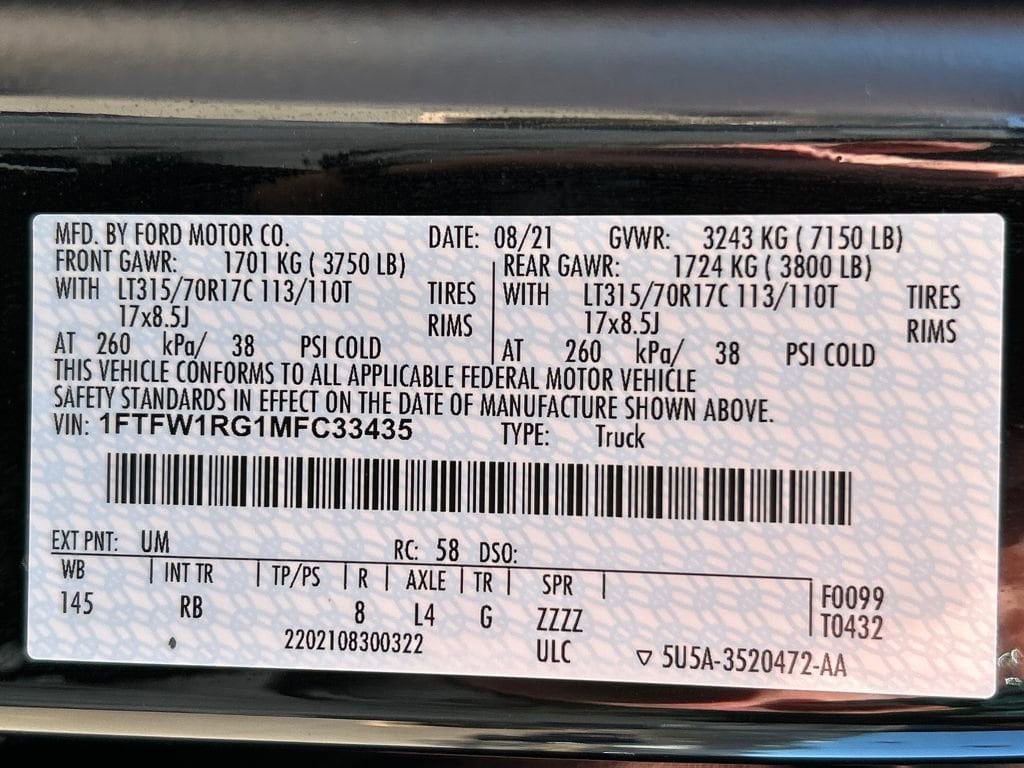 MFD. BY FORD MOTOR CO. DATE: 08/21 GVWR: 3243 KG ( 7150 LB)
FRONT GAWR: 1701 KG ( 3750 LB) REAR GAWR: 1724 KG ( 3800 LB)
WITH LT315/70R17C 113/110T TIRES WITH LT315/70R17C 113/110T TIRES
17x8.5J RIMS 17x8.5J RIMS
AT 260 kPa/ 38 PSI COLD AT 260 kPa/ 38 PSI COLD
THIS VEHICLE CONFORMS TO ALL APPLICABLE FEDERAL MOTOR VEHICLE
SAFETY STANDARDS IN EFFECT ON THE DATE OF MANUFACTURE SHOWN ABOVE.
VIN: 1FTFW1RG1MFC33435 TYPE: Truck
EXT PNT: UM RC: 58 DSO:
WB INT TR TP/PS R AXLE TR SPR F0099
145 RB 8 L4 G ZZZZ T0432
2202108300322 ULC ▽ 5U5A-3520472-AA